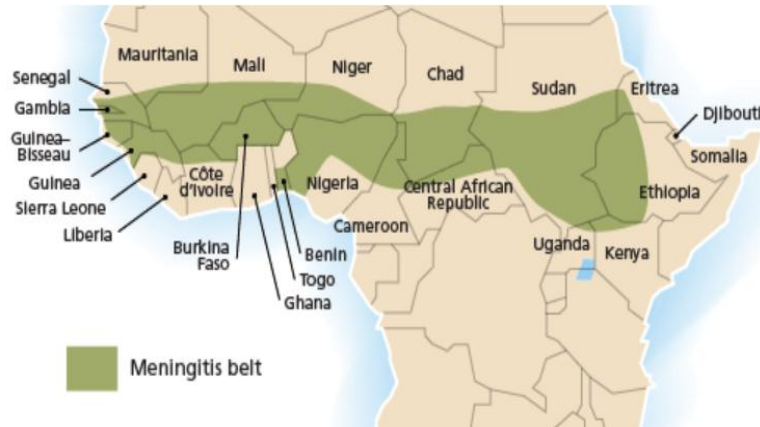 Mauritania
Mali
Niger
Chad
Sudan
Eritrea
Djibouti
Somalia
Ethiopia
Senegal
Gambia
Guinea–
Bisseau
Guinea
Sierra Leone
Liberia
Côte
d'Ivoire
Burkina
Faso
Benin
Togo
Ghana
Nigeria
Cameroon
Central African
Republic
Uganda
Kenya
Meningitis belt